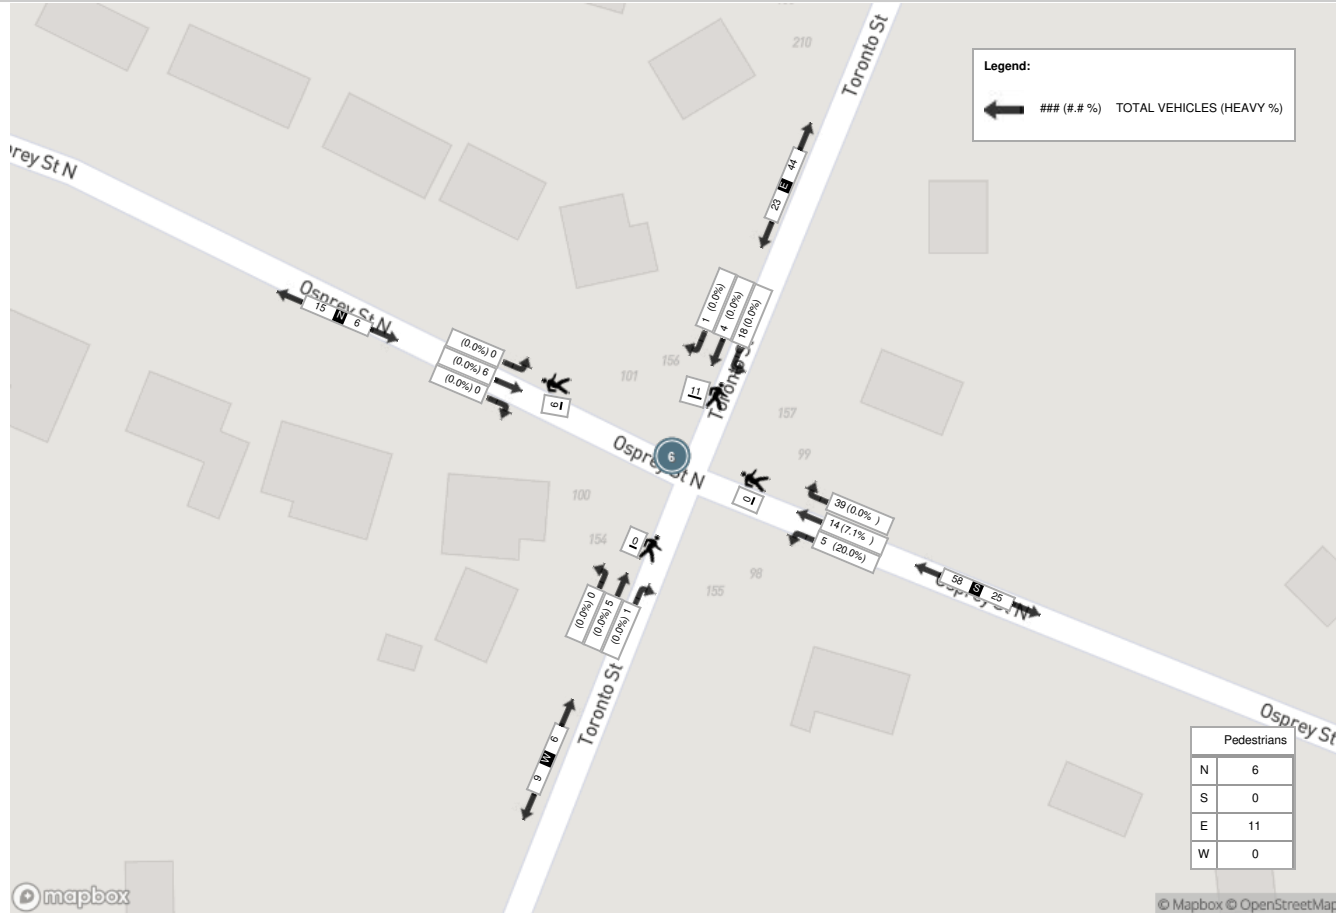 210
Toronto St
Legend:
### (#.# %) TOTAL VEHICLES (HEAVY %)
prey St N
44
E
23
Osprey St N
15 N 6
1 (0.0%)
4 (0.0%)
18 (0.0%)
(0.0%) 0
(0.0%) 6
(0.0%) 0
156
101
11
6
157
Osprey St N
6
99
100
0
39 (0.0% )
14 (7.1% )
5 (20.0%)
154
0
98
155
58 S 25
Osprey St N
(0.0%) 0
(0.0%) 5
(0.0%) 1
Toronto St
6
W
9
Osprey St
Pedestrians
N 6
S 0
E 11
W 0
mapbox
© Mapbox © OpenStreetMap